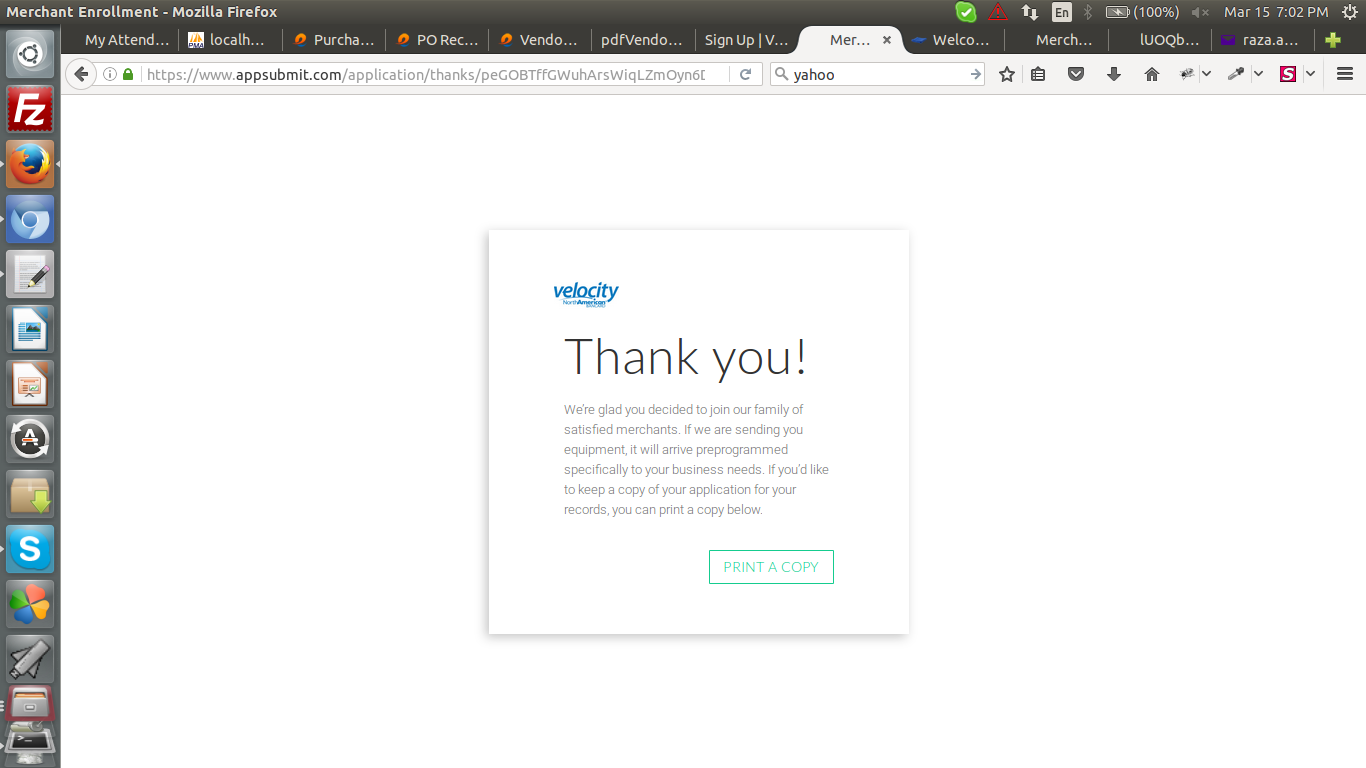 Merchant Enrollment - Mozilla Firefox
En
(100%)
Mar 15 7:02 PM
My Attend...
localh...
Purcha...
PO Rec...
Vendo...
pdfVendo...
Sign Up | V...
Mer...
Welco...
Merch...
lUOQb...
raza.a...
https://www.appsubmit.com/application/thanks/peGOBTffGWuhArsWiqLZmOyn6D
yahoo
velocity
NorthAmerican
Thank you!
We're glad you decided to join our family of
satisfied merchants. If we are sending you
equipment, it will arrive preprogrammed
specifically to your business needs. If you'd like
to keep a copy of your application for your
records, you can print a copy below.
PRINT A COPY